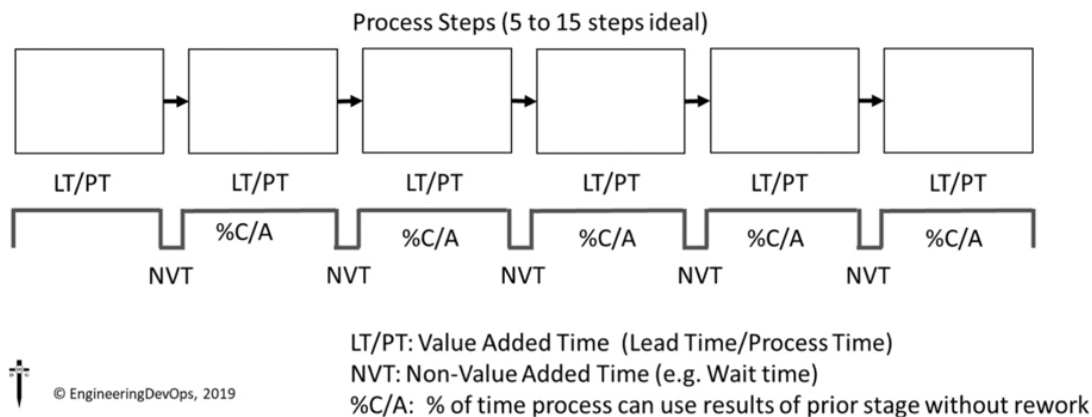 Process Steps (5 to 15 steps ideal)
LT/PT LT/PT LT/PT LT/PT LT/PT LT/PT
%C/A %C/A %C/A %C/A %C/A
NVT NVT NVT NVT NVT
LT/PT: Value Added Time (Lead Time/Process Time)
NVT: Non-Value Added Time (e.g. Wait time)
%C/A: % of time process can use results of prior stage without rework
© EngineeringDevOps, 2019